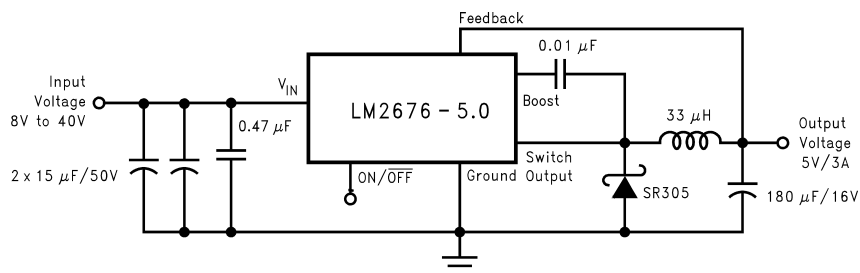 Feedback
0.01 μF
Input
Voltage
8V to 40V
V_IN
LM2676 – 5.0
Boost
33 μH
Output
Voltage
5V/3A
0.47 μF
Switch
Output
2 x 15 μF/50V
ON/O̅F̅F̅
Ground
SR305
180 μF/16V